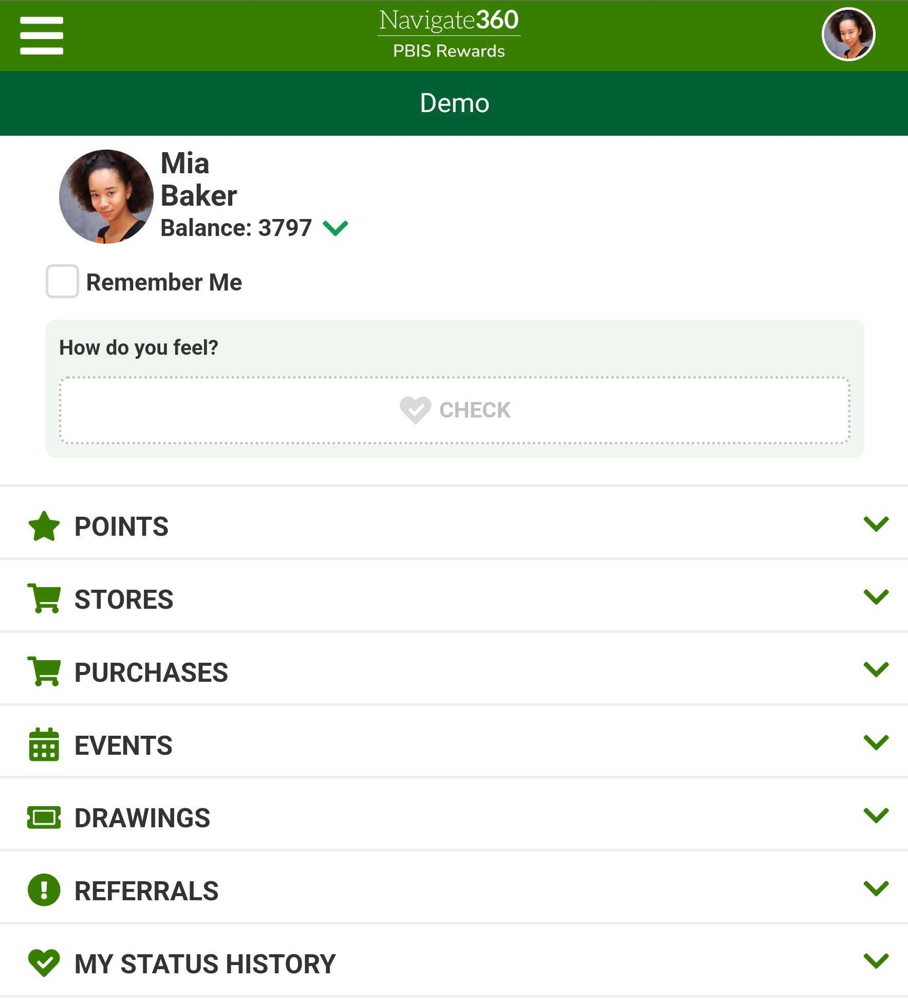 Navigate360
PBIS Rewards
Demo
Mia
Baker
Balance: 3797
Remember Me
How do you feel?
CHECK
POINTS
STORES
PURCHASES
EVENTS
DRAWINGS
REFERRALS
MY STATUS HISTORY